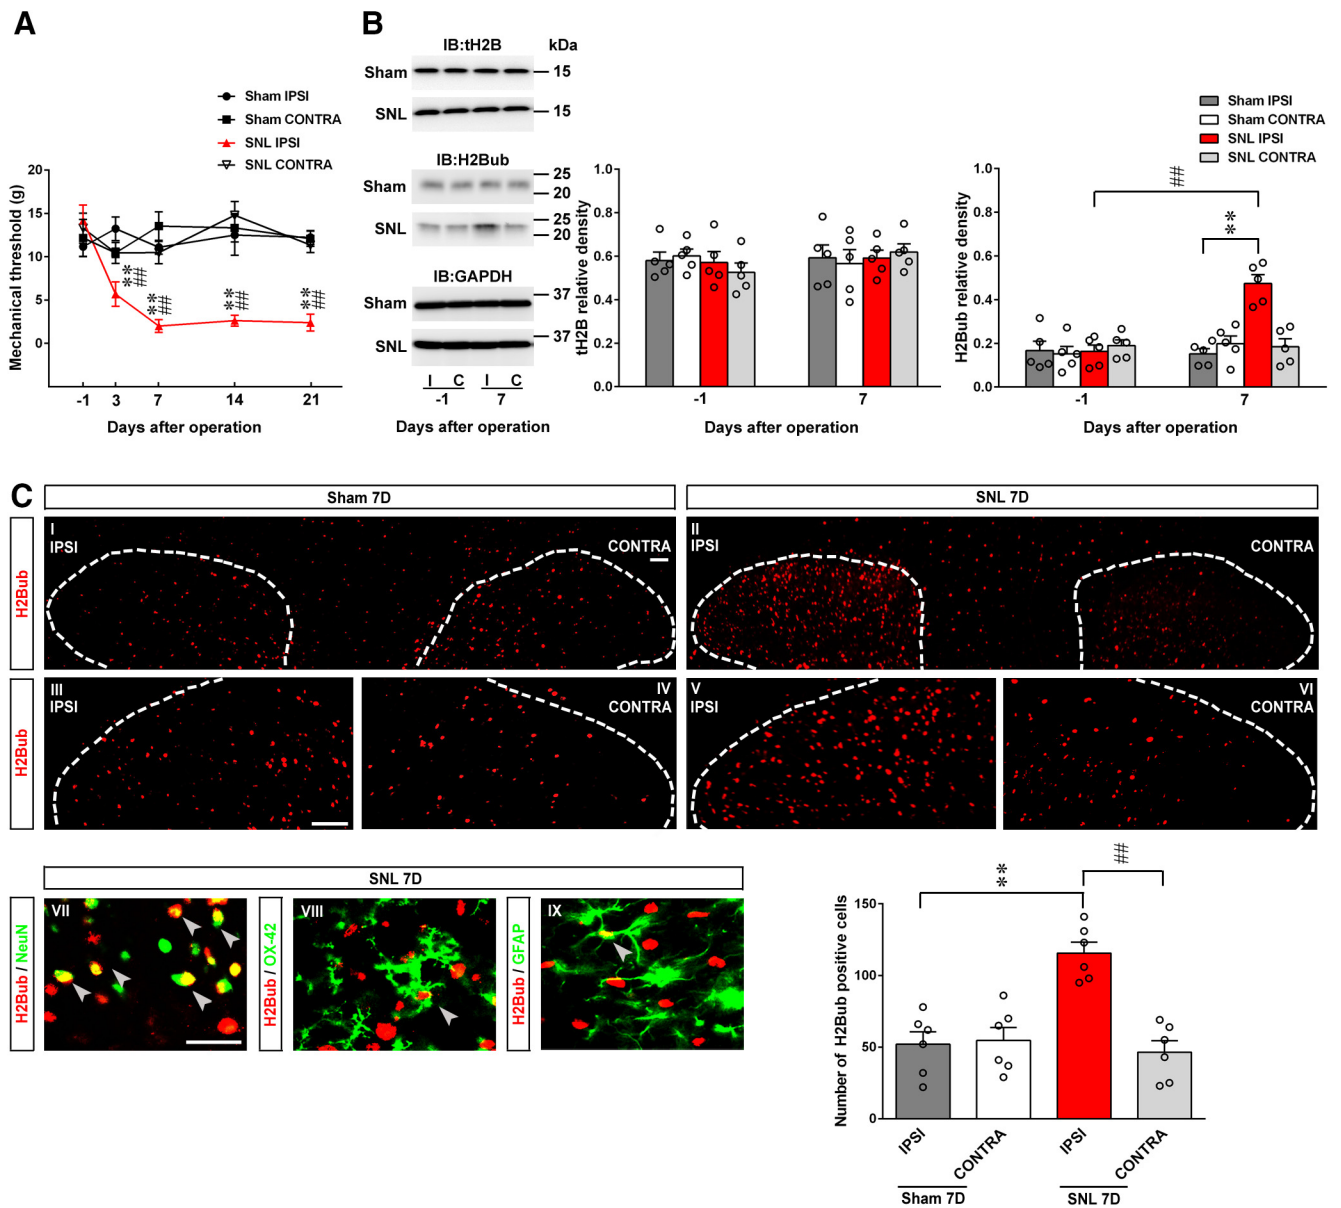 A
Sham IPSI
Sham CONTRA
SNL IPSI
SNL CONTRA
Mechanical threshold (g)
20
15
10
5
0
**
##
**
##
**
##
**
##
-1 3 7 14 21
Days after operation
B
IB:tH2B kDa
Sham 15
SNL 15
IB:H2Bub
Sham 25
20
SNL 25
20
IB:GAPDH
Sham 37
SNL 37
I C I C
-1 7
Days after operation
tH2B relative density
1.0
0.8
0.6
0.4
0.2
0.0
-1 7
Days after operation
Sham IPSI
Sham CONTRA
SNL IPSI
SNL CONTRA
H2Bub relative density
1.0
0.8
0.6
0.4
0.2
0.0
##
**
-1 7
Days after operation
C
Sham 7D SNL 7D
H2Bub
I
IPSI CONTRA
II
IPSI CONTRA
H2Bub
III
IPSI
IV
CONTRA
V
IPSI
VI
CONTRA
SNL 7D
H2Bub / NeuN
VII
H2Bub / OX-42
VIII
H2Bub / GFAP
IX
Number of H2Bub positive cells
150
100
50
0
**
##
IPSI CONTRA IPSI CONTRA
Sham 7D SNL 7D